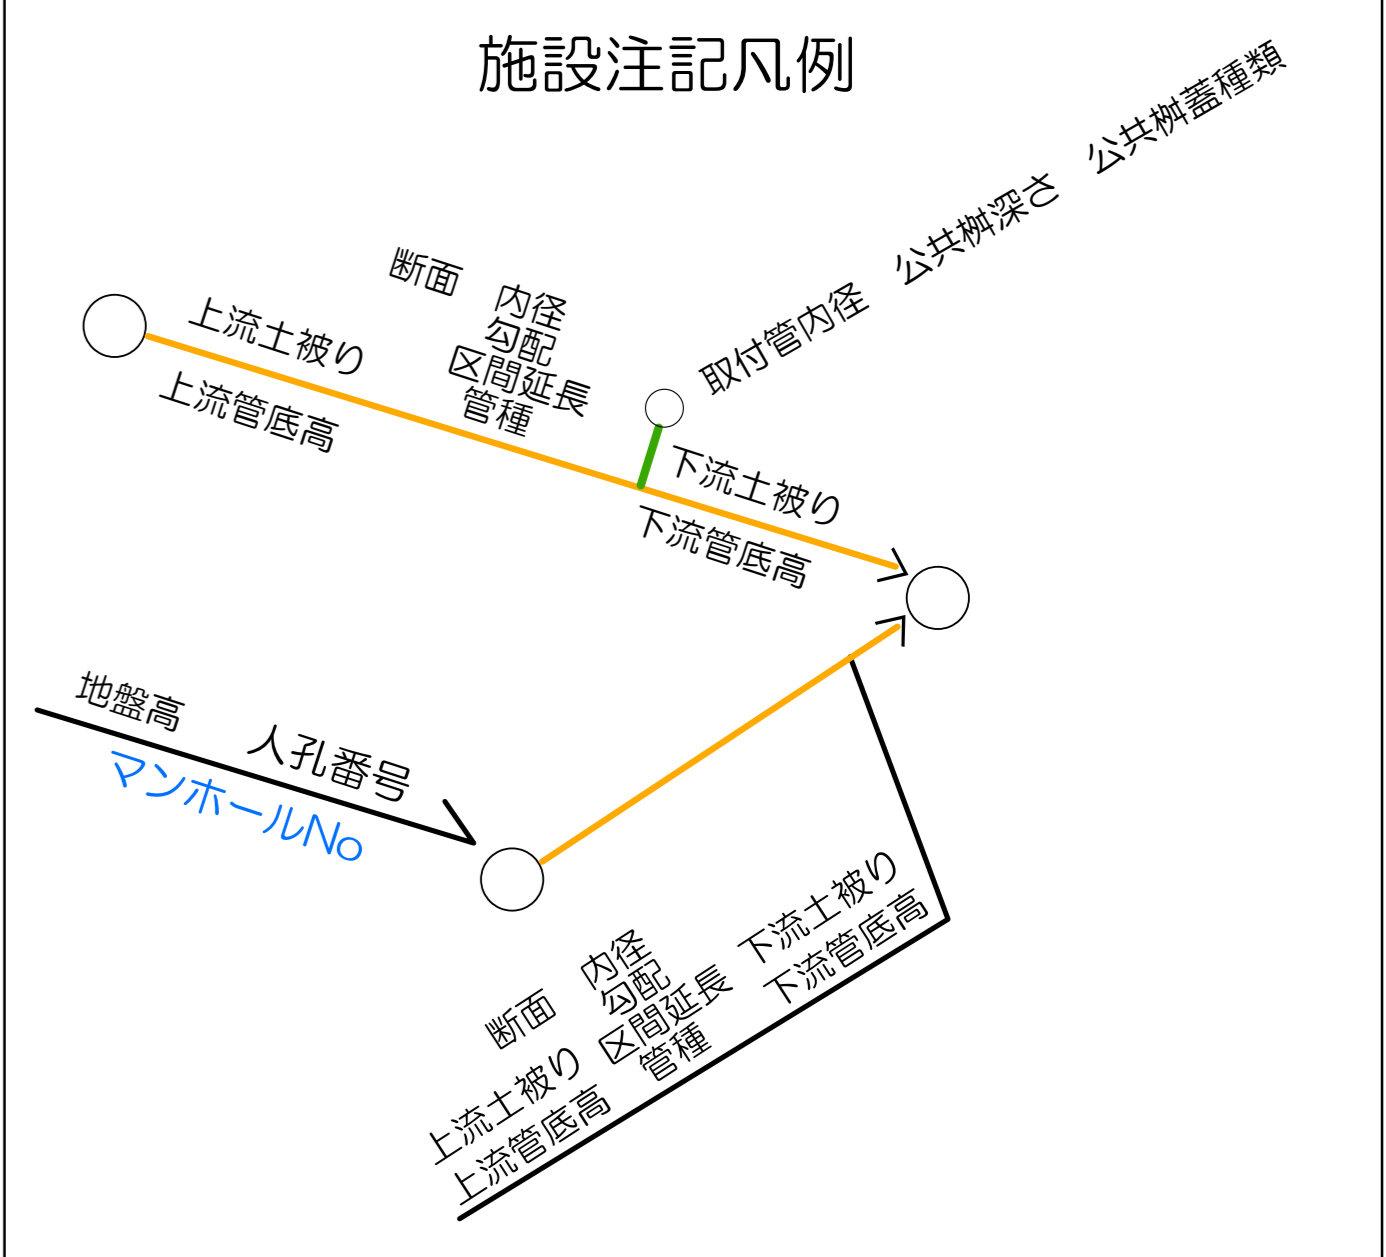 施設注記凡例
取付管内径　公共桝深さ　公共桝蓋種類
断面　内径
勾配
区間延長
管種
上流土被り
上流管底高
下流土被り
下流管底高
地盤高　人孔番号
マンホールNo
断面　内径
勾配
区間延長
管種
下流土被り
下流管底高
上流土被り
上流管底高